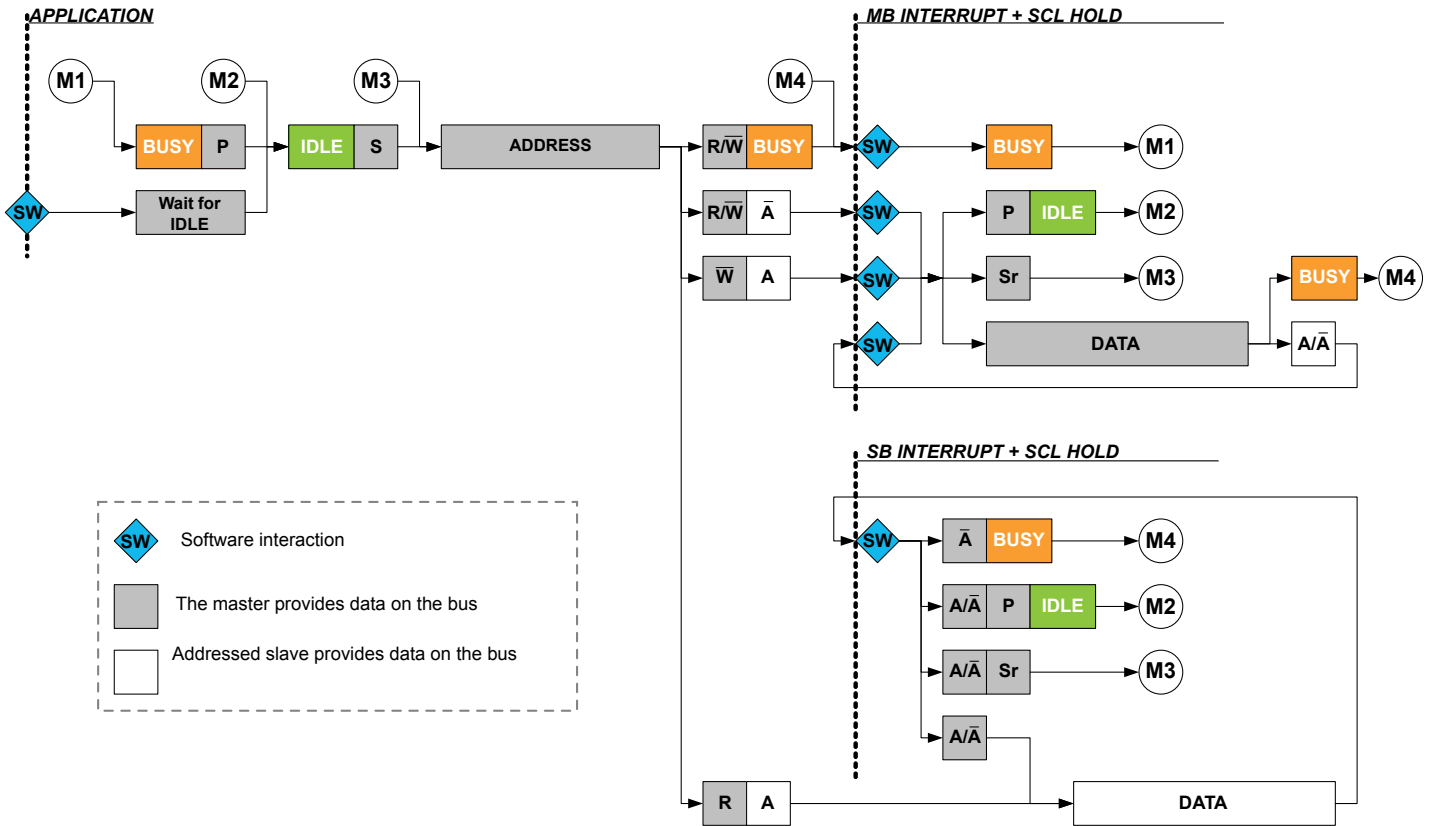 APPLICATION
MB INTERRUPT + SCL HOLD
M1
M2
M3
M4
BUSY P
IDLE S
ADDRESS
R/W̅ BUSY
SW
BUSY
M1
SW
Wait for
IDLE
R/W̅ A̅
SW
P IDLE
M2
W̅ A
SW
Sr
M3
BUSY
M4
SW
DATA
A/A̅
SB INTERRUPT + SCL HOLD
SW
A̅ BUSY
M4
A/A̅ P IDLE
M2
A/A̅ Sr
M3
A/A̅
R A
DATA
SW
Software interaction
The master provides data on the bus
Addressed slave provides data on the bus